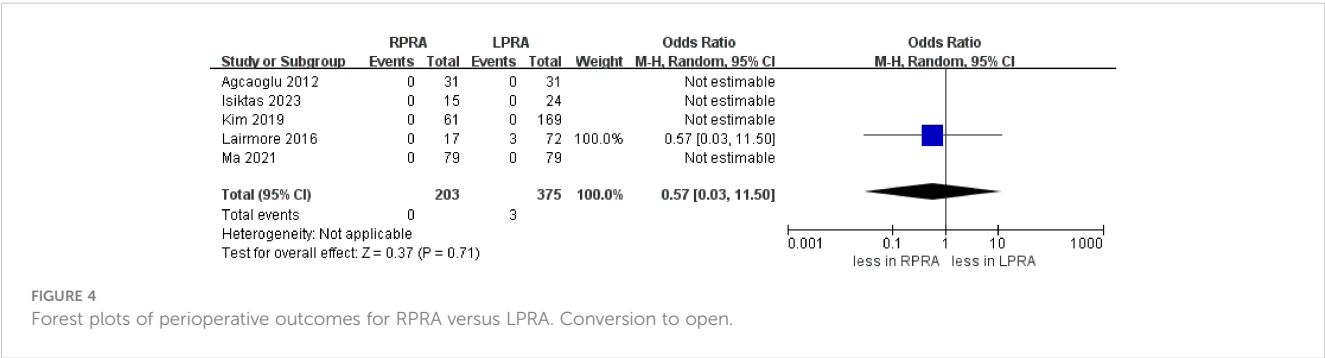 RPRA LPRA Odds Ratio Odds Ratio
Study or Subgroup Events Total Events Total Weight M-H, Random, 95% CI M-H, Random, 95% CI
Agcaoglu 2012 0 31 0 31 Not estimable
Isiktas 2023 0 15 0 24 Not estimable
Kim 2019 0 61 0 169 Not estimable
Lairmore 2016 0 17 3 72 100.0% 0.57 [0.03, 11.50]
Ma 2021 0 79 0 79 Not estimable
Total (95% CI) 203 375 100.0% 0.57 [0.03, 11.50]
Total events 0 3
Heterogeneity: Not applicable
Test for overall effect: Z = 0.37 (P = 0.71)
0.001 0.1 1 10 1000
less in RPRA less in LPRA
FIGURE 4
Forest plots of perioperative outcomes for RPRA versus LPRA. Conversion to open.